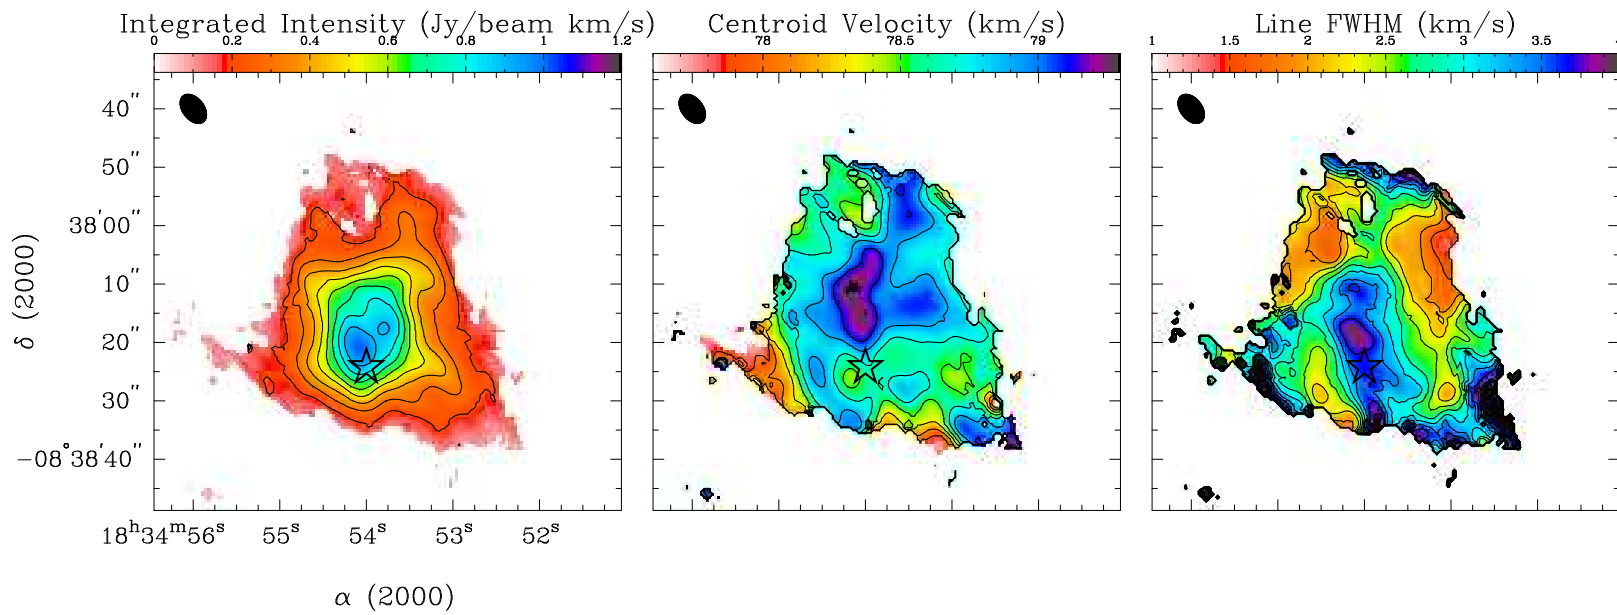 Integrated Intensity (Jy/beam km/s)
0 0.2 0.4 0.6 0.8 1 1.2
Centroid Velocity (km/s)
78 78.5 79
Line FWHM (km/s)
1 1.5 2 2.5 3 3.5
40"
50"
38'00"
10"
20"
30"
−08°38'40"
δ (2000)
18h34m56s 55s 54s 53s 52s
α (2000)